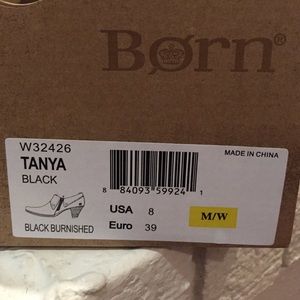 Børn®
W32426
TANYA
BLACK
MADE IN CHINA
8 84093 59924 1
USA 8
M/W
Euro 39
BLACK BURNISHED